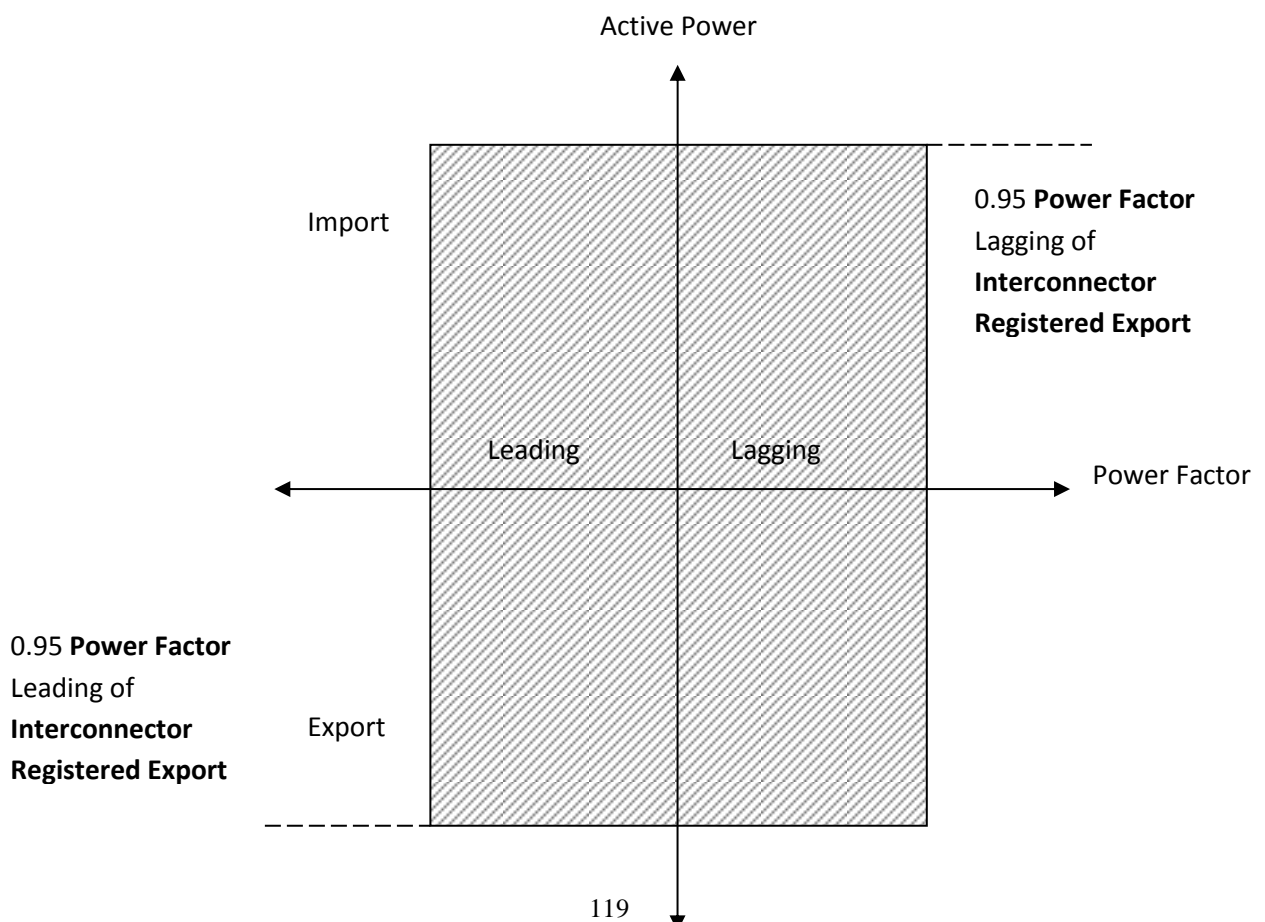 Active Power
Import
0.95 Power Factor
Lagging of
Interconnector
Registered Export
Leading
Lagging
Power Factor
0.95 Power Factor
Leading of
Interconnector
Registered Export
Export
119